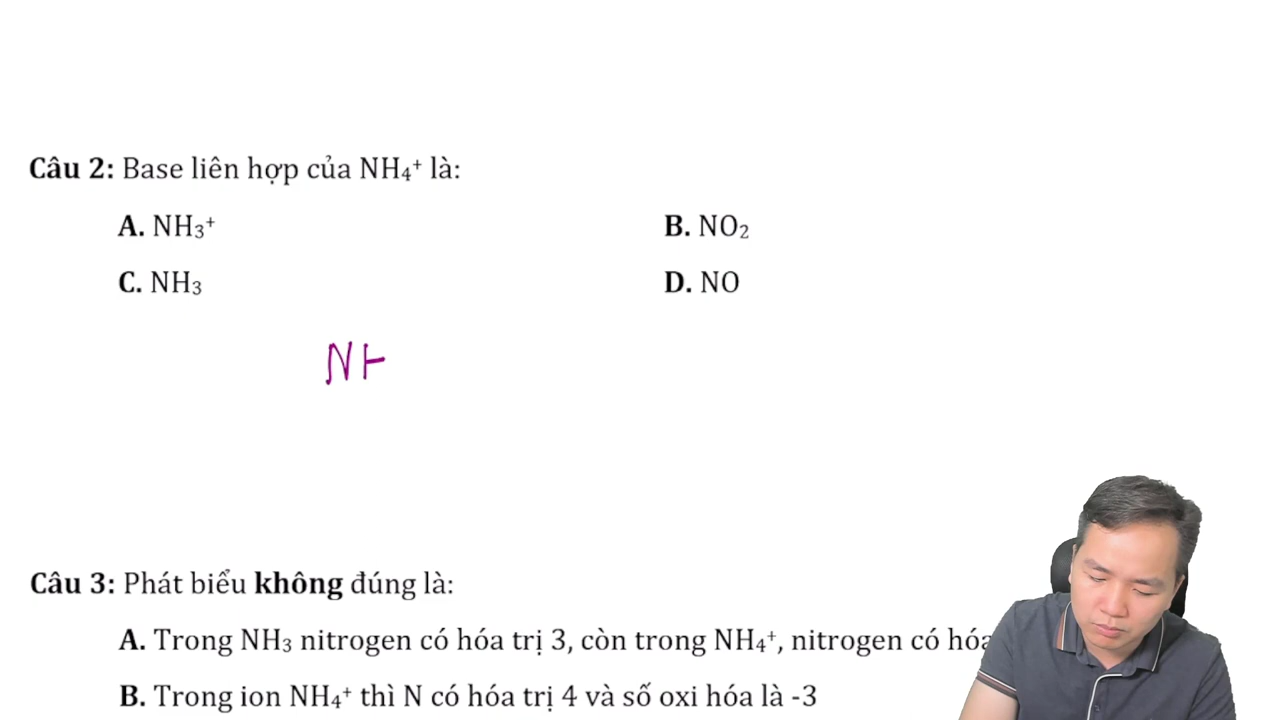 Câu 2: Base liên hợp của NH₄⁺ là:
A. NH₃⁺
B. NO₂
C. NH₃
D. NO
NH
Câu 3: Phát biểu không đúng là:
A. Trong NH₃ nitrogen có hóa trị 3, còn trong NH₄⁺, nitrogen có hóa
B. Trong ion NH₄⁺ thì N có hóa trị 4 và số oxi hóa là -3